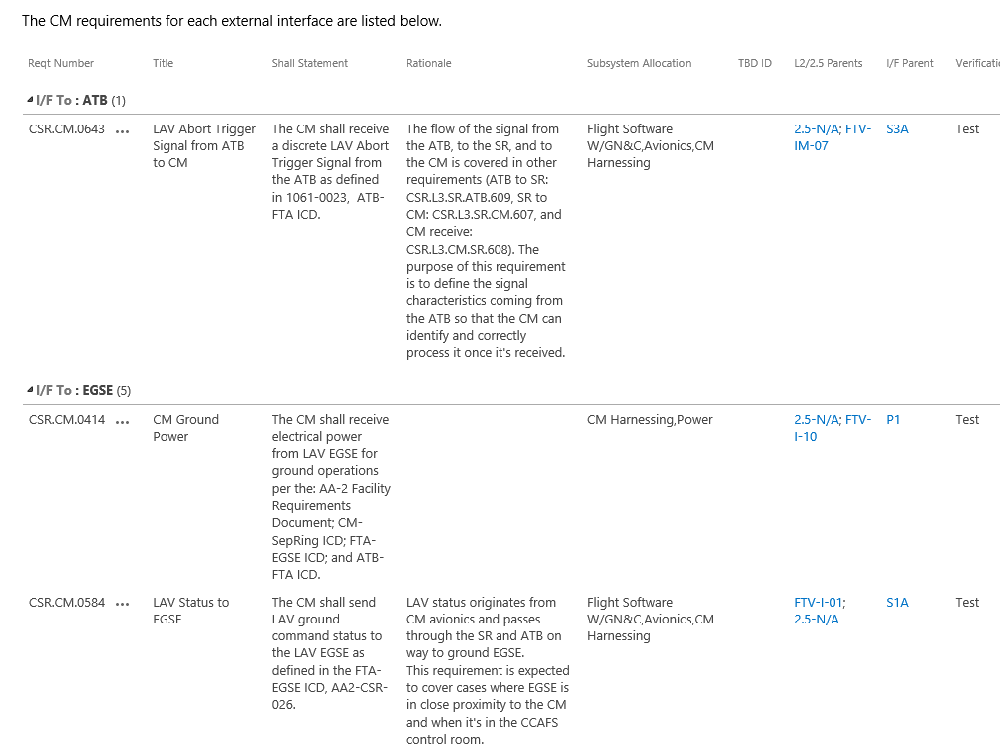 The CM requirements for each external interface are listed below.
Reqt Number Title Shall Statement Rationale Subsystem Allocation TBD ID L2/2.5 Parents I/F Parent Verificati
I/F To : ATB (1)
CSR.CM.0643 ...
LAV Abort Trigger
Signal from ATB
to CM
The CM shall receive
a discrete LAV Abort
Trigger Signal from
the ATB as defined
in 1061-0023, ATB-
FTA ICD.
The flow of the signal from
the ATB, to the SR, and to
the CM is covered in other
requirements (ATB to SR:
CSR.L3.SR.ATB.609, SR to
CM: CSR.L3.SR.CM.607, and
CM receive:
CSR.L3.CM.SR.608). The
purpose of this requirement
is to define the signal
characteristics coming from
the ATB so that the CM can
identify and correctly
process it once it's received.
Flight Software
W/GN&C,Avionics,CM
Harnessing
2.5-N/A; FTV-
IM-07
S3A
Test
I/F To : EGSE (5)
CSR.CM.0414 ...
CM Ground
Power
The CM shall receive
electrical power
from LAV EGSE for
ground operations
per the: AA-2 Facility
Requirements
Document; CM-
SepRing ICD; FTA-
EGSE ICD; and ATB-
FTA ICD.
CM Harnessing,Power
2.5-N/A; FTV-
I-10
P1
Test
CSR.CM.0584 ...
LAV Status to
EGSE
The CM shall send
LAV ground
command status to
the LAV EGSE as
defined in the FTA-
EGSE ICD, AA2-CSR-
026.
LAV status originates from
CM avionics and passes
through the SR and ATB on
way to ground EGSE.
This requirement is expected
to cover cases where EGSE is
in close proximity to the CM
and when it's in the CCAFS
control room.
Flight Software
W/GN&C,Avionics,CM
Harnessing
FTV-I-01;
2.5-N/A
S1A
Test